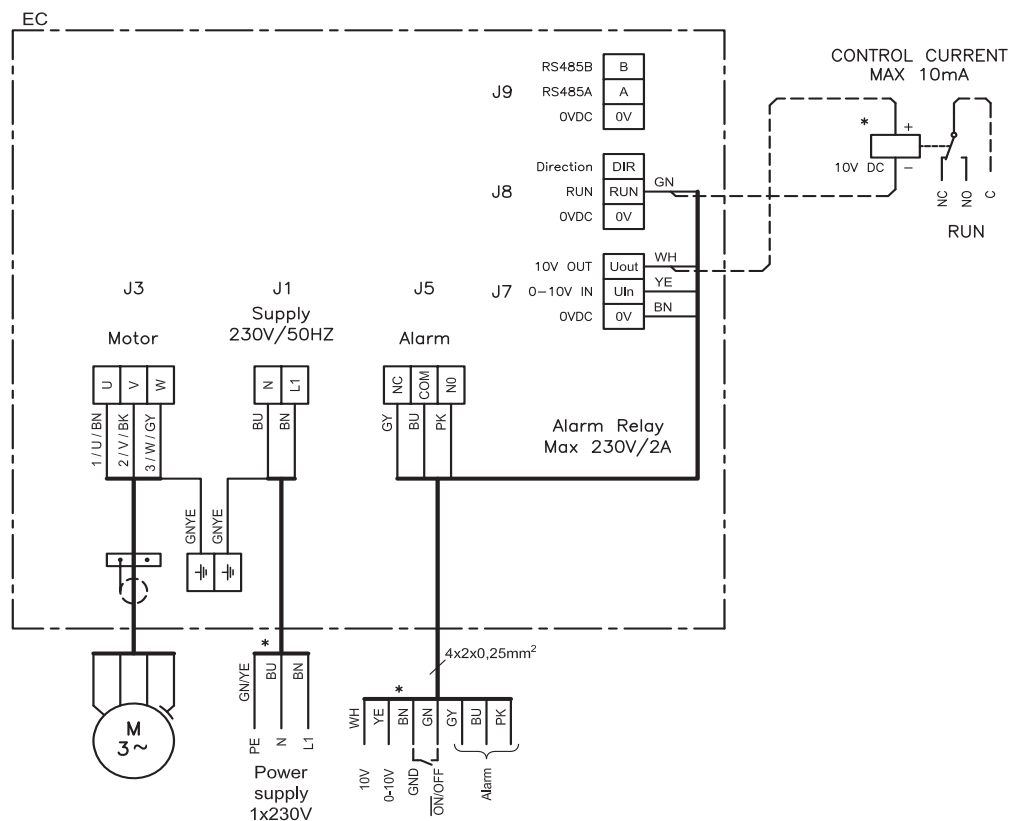 EC
CONTROL CURRENT
MAX 10mA
J9
RS485B B
RS485A A
0VDC 0V
* +
10V DC −
NC NO C
RUN
J8
Direction DIR
RUN RUN GN
0VDC 0V
J7
10V OUT Uout WH
0–10V IN UIn YE
0VDC 0V BN
J3
Motor
U V W
1 / U / BN
2 / V / BK
3 / W / GY
J1
Supply
230V/50HZ
N L1
BU BN
J5
Alarm
NC COM N0
GY BU PK
Alarm Relay
Max 230V/2A
GNYE GNYE
M
3~
*
GN/YE BU BN
PE N L1
Power
supply
1x230V
4x2x0,25mm²
*
WH YE BN GN GY BU PK
10V
0-10V
GND
ON/OFF
Alarm